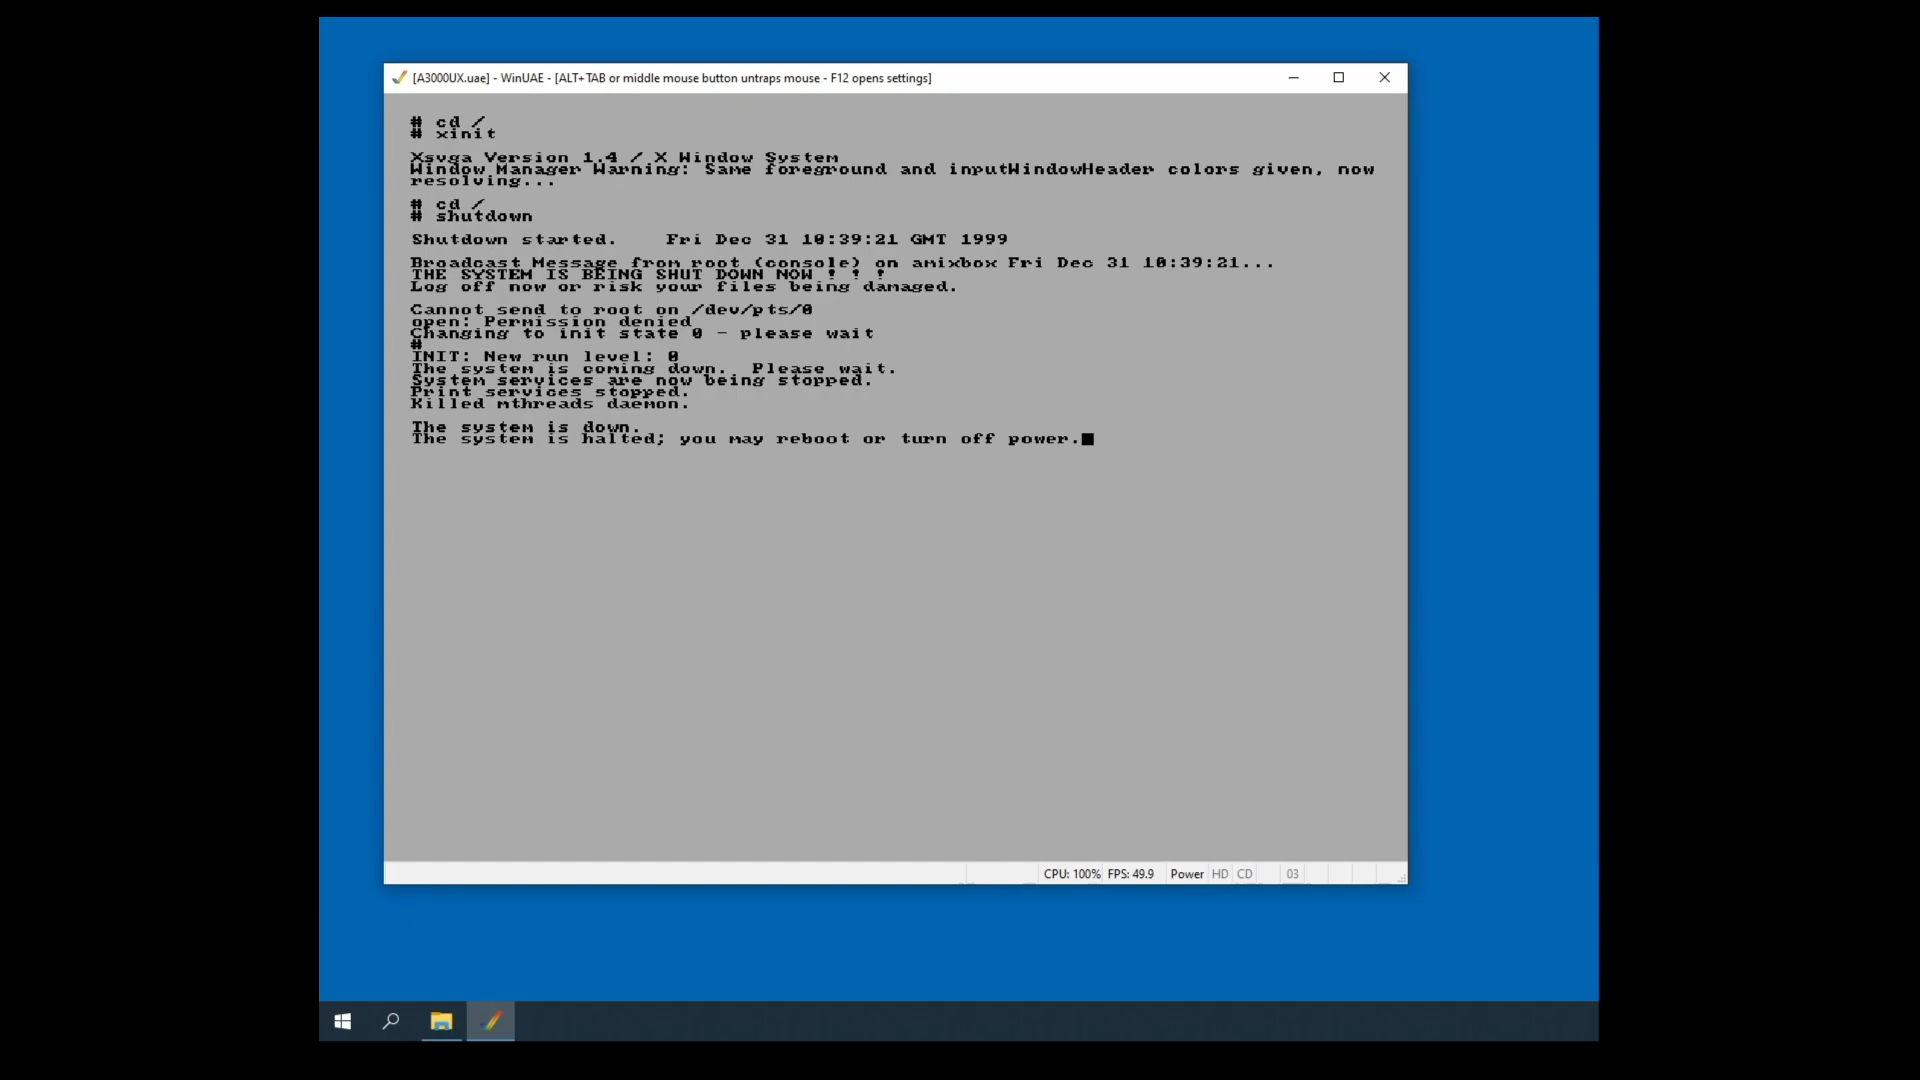 [A3000UX.uae] - WinUAE - [ALT+TAB or middle mouse button untraps mouse - F12 opens settings]
# cd /
# xinit
Xsvga Version 1.4 / X Window System
Window Manager Warning: Same foreground and inputWindowHeader colors given, now
resolving...
# cd /
# shutdown
Shutdown started.    Fri Dec 31 10:39:21 GMT 1999
Broadcast Message from root (console) on amixbox Fri Dec 31 10:39:21...
THE SYSTEM IS BEING SHUT DOWN NOW ! ! !
Log off now or risk your files being damaged.
Cannot send to root on /dev/pts/0
open: Permission denied
Changing to init state 0 - please wait
#
INIT: New run level: 0
The system is coming down.  Please wait.
System services are now being stopped.
Print services stopped.
Killed mthreads daemon.
The system is down.
The system is halted; you may reboot or turn off power.
CPU: 100% FPS: 49.9 Power HD CD 03